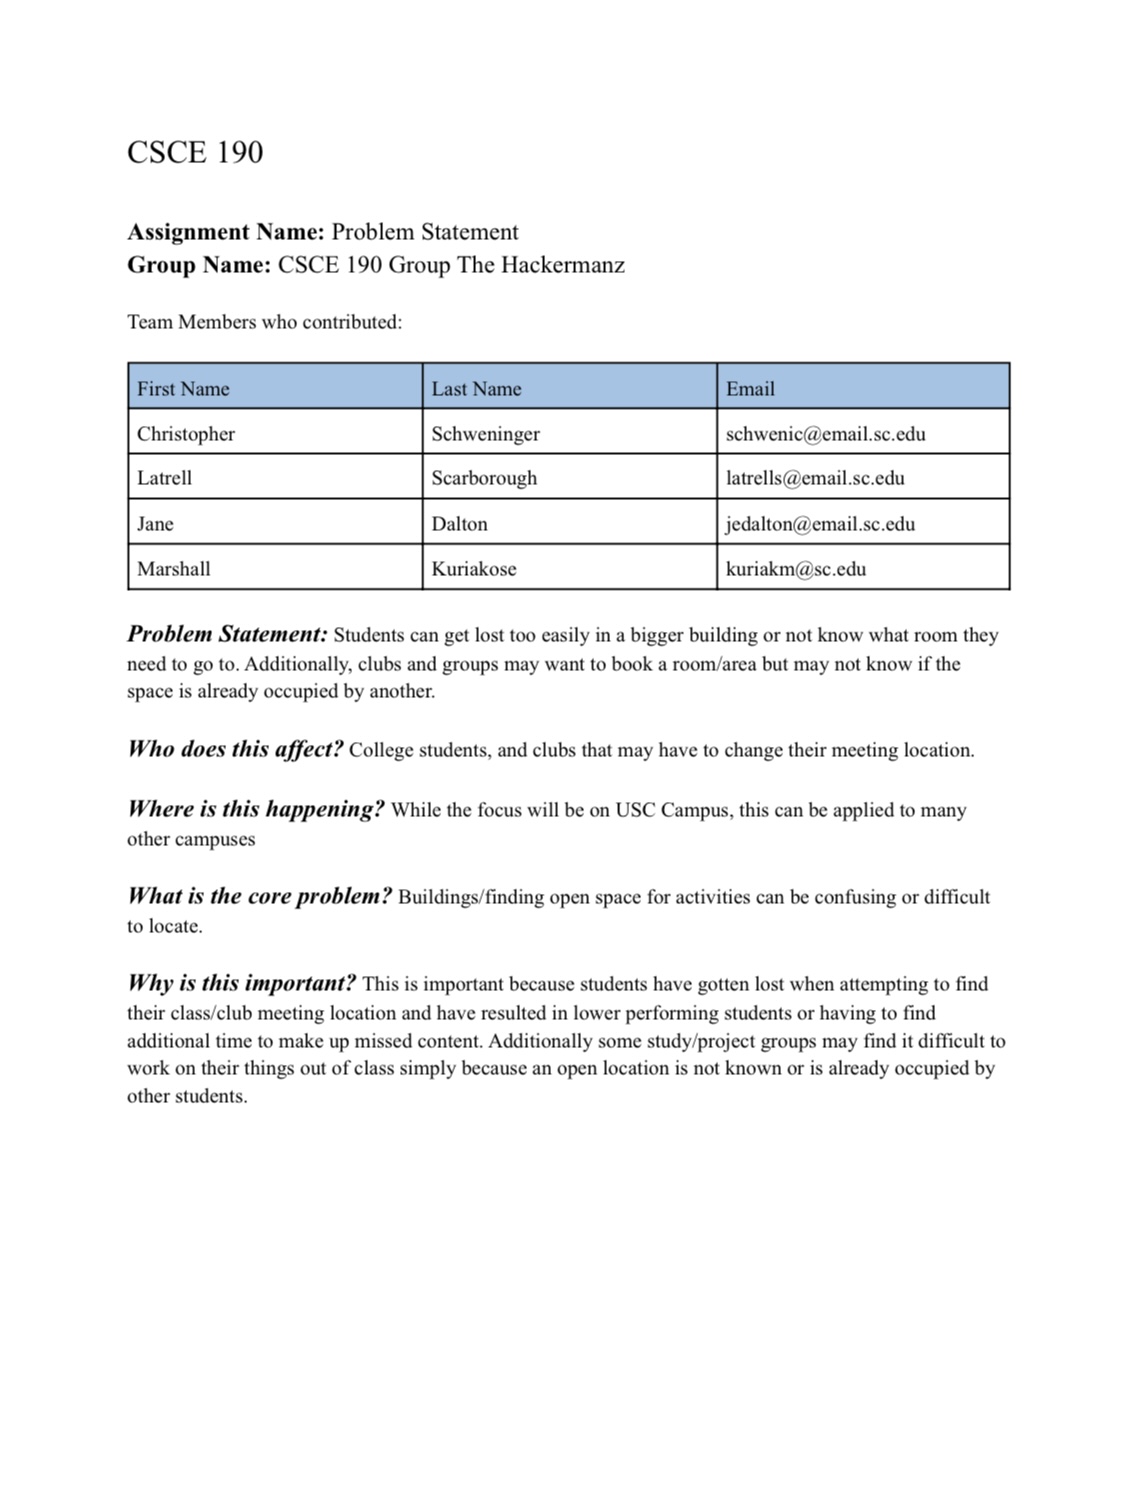 CSCE 190
Assignment Name: Problem Statement
Group Name: CSCE 190 Group The Hackermanz
Team Members who contributed:
First Name Last Name Email
Christopher Schweninger schwenic@email.sc.edu
Latrell Scarborough latrells@email.sc.edu
Jane Dalton jedalton@email.sc.edu
Marshall Kuriakose kuriakm@sc.edu
Problem Statement: Students can get lost too easily in a bigger building or not know what room they
need to go to. Additionally, clubs and groups may want to book a room/area but may not know if the
space is already occupied by another.
Who does this affect? College students, and clubs that may have to change their meeting location.
Where is this happening? While the focus will be on USC Campus, this can be applied to many
other campuses
What is the core problem? Buildings/finding open space for activities can be confusing or difficult
to locate.
Why is this important? This is important because students have gotten lost when attempting to find
their class/club meeting location and have resulted in lower performing students or having to find
additional time to make up missed content. Additionally some study/project groups may find it difficult to
work on their things out of class simply because an open location is not known or is already occupied by
other students.